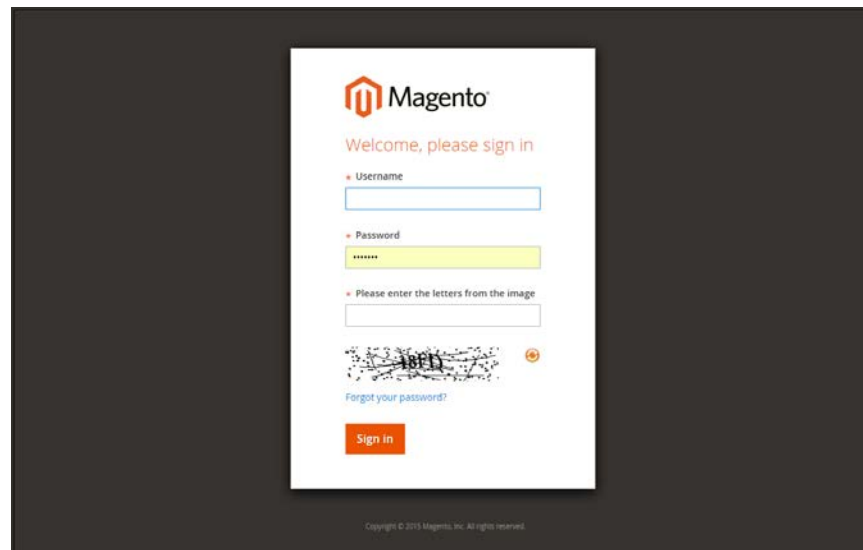 Magento
Welcome, please sign in
* Username
* Password
•••••••
* Please enter the letters from the image
Forgot your password?
Sign in
Copyright © 2015 Magento, Inc. All rights reserved.